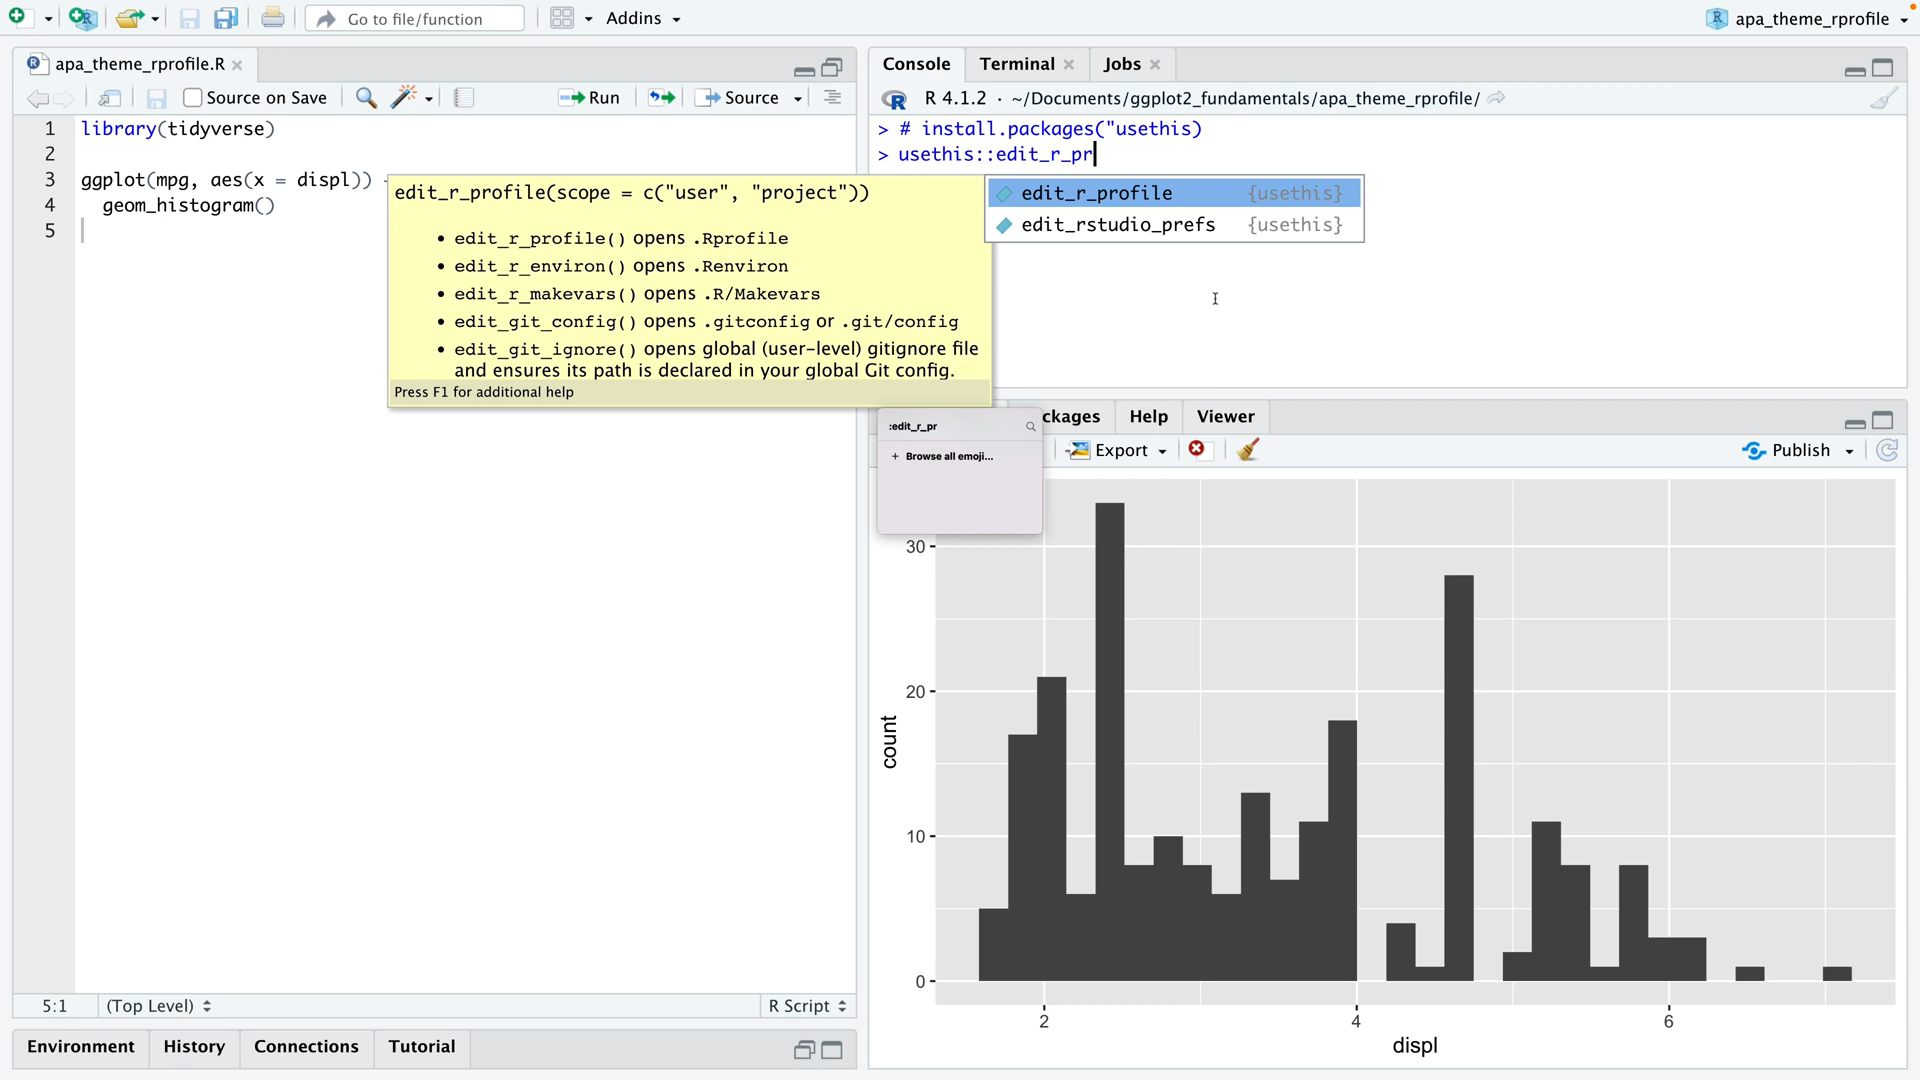 Go to file/function
Addins
apa_theme_rprofile
apa_theme_rprofile.R
Source on Save
Run
Source
1 library(tidyverse)
2
3 ggplot(mpg, aes(x = displ))
4 geom_histogram()
5
5:1
(Top Level)
R Script
Environment
History
Connections
Tutorial
Console
Terminal
Jobs
R 4.1.2 · ~/Documents/ggplot2_fundamentals/apa_theme_rprofile/
> # install.packages("usethis)
> usethis::edit_r_pr
edit_r_profile {usethis}
edit_rstudio_prefs {usethis}
edit_r_profile(scope = c("user", "project"))
• edit_r_profile() opens .Rprofile
• edit_r_environ() opens .Renviron
• edit_r_makevars() opens .R/Makevars
• edit_git_config() opens .gitconfig or .git/config
• edit_git_ignore() opens global (user-level) gitignore file
and ensures its path is declared in your global Git config.
Press F1 for additional help
:edit_r_pr
+ Browse all emoji...
ckages
Help
Viewer
Export
Publish
30
20
10
0
count
2
4
6
displ